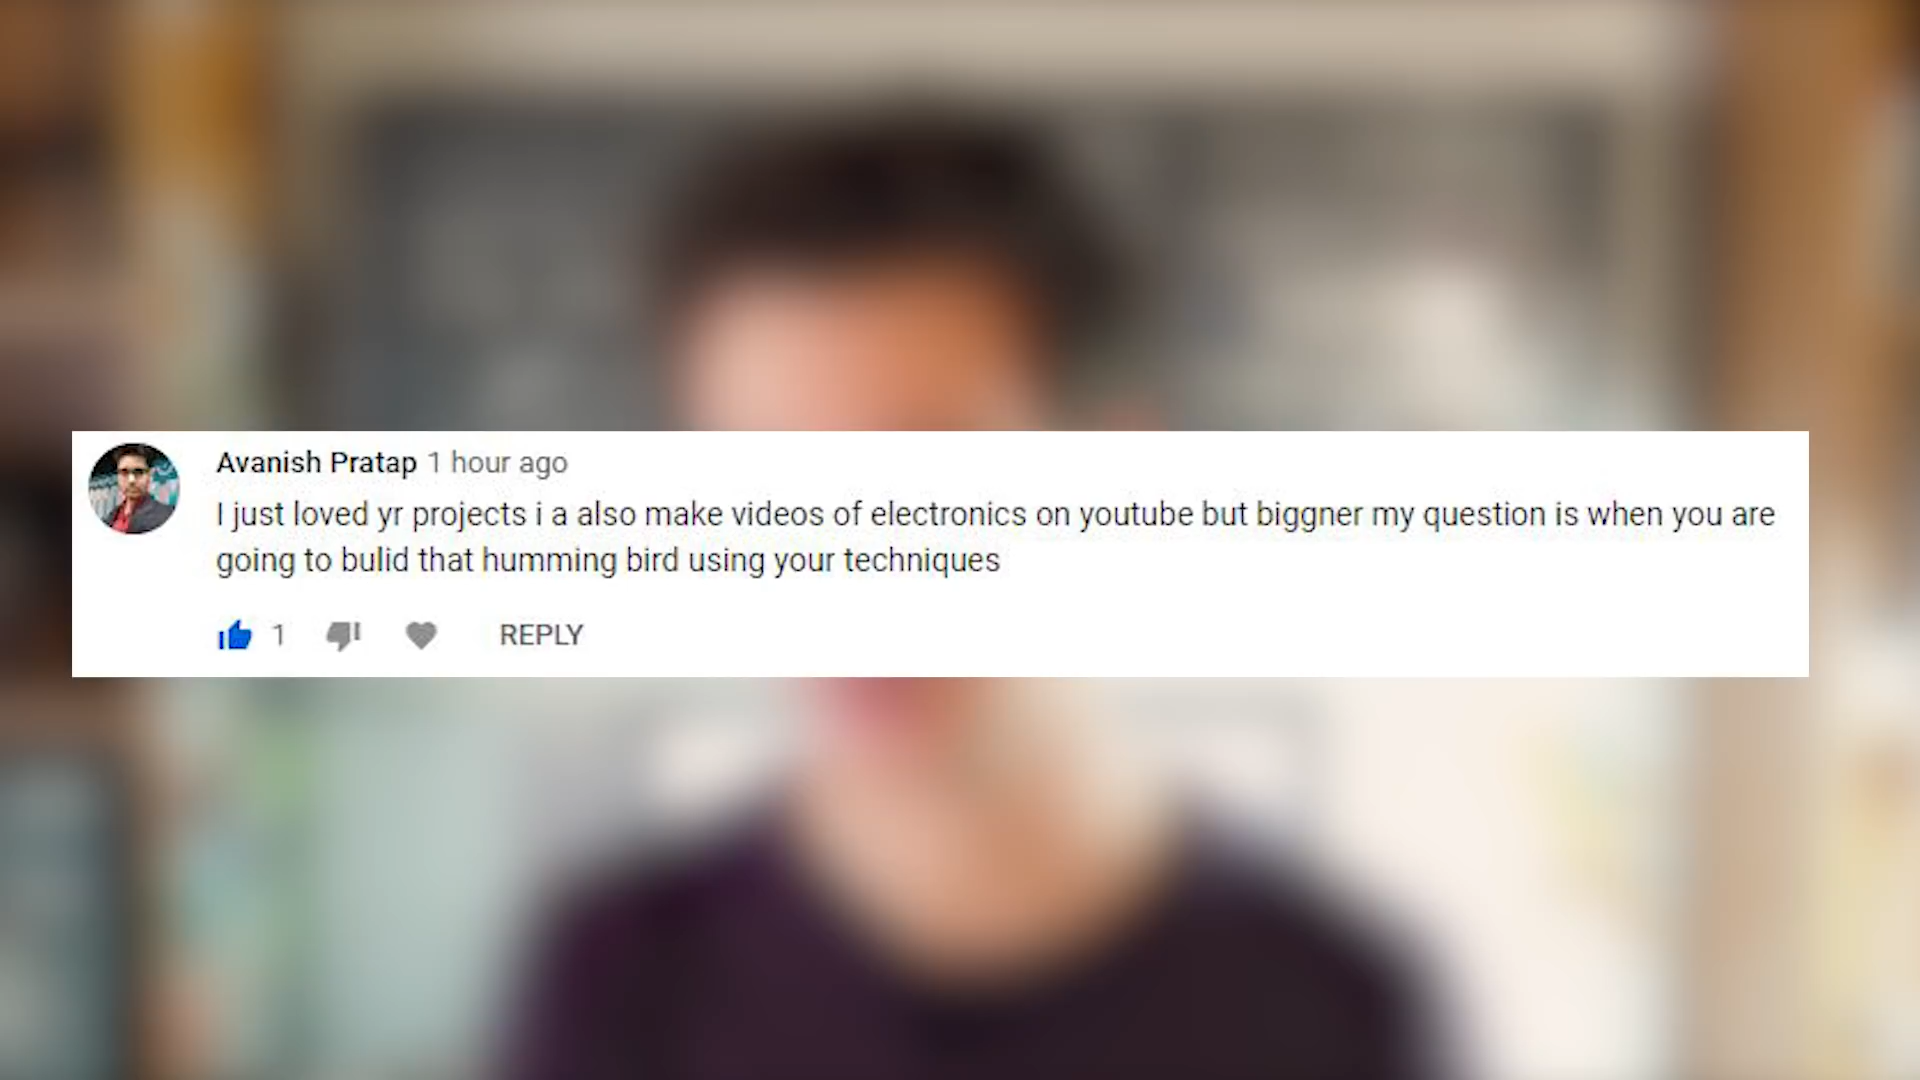 Avanish Pratap 1 hour ago
I just loved yr projects i a also make videos of electronics on youtube but biggner my question is when you are
going to bulid that humming bird using your techniques
1 REPLY